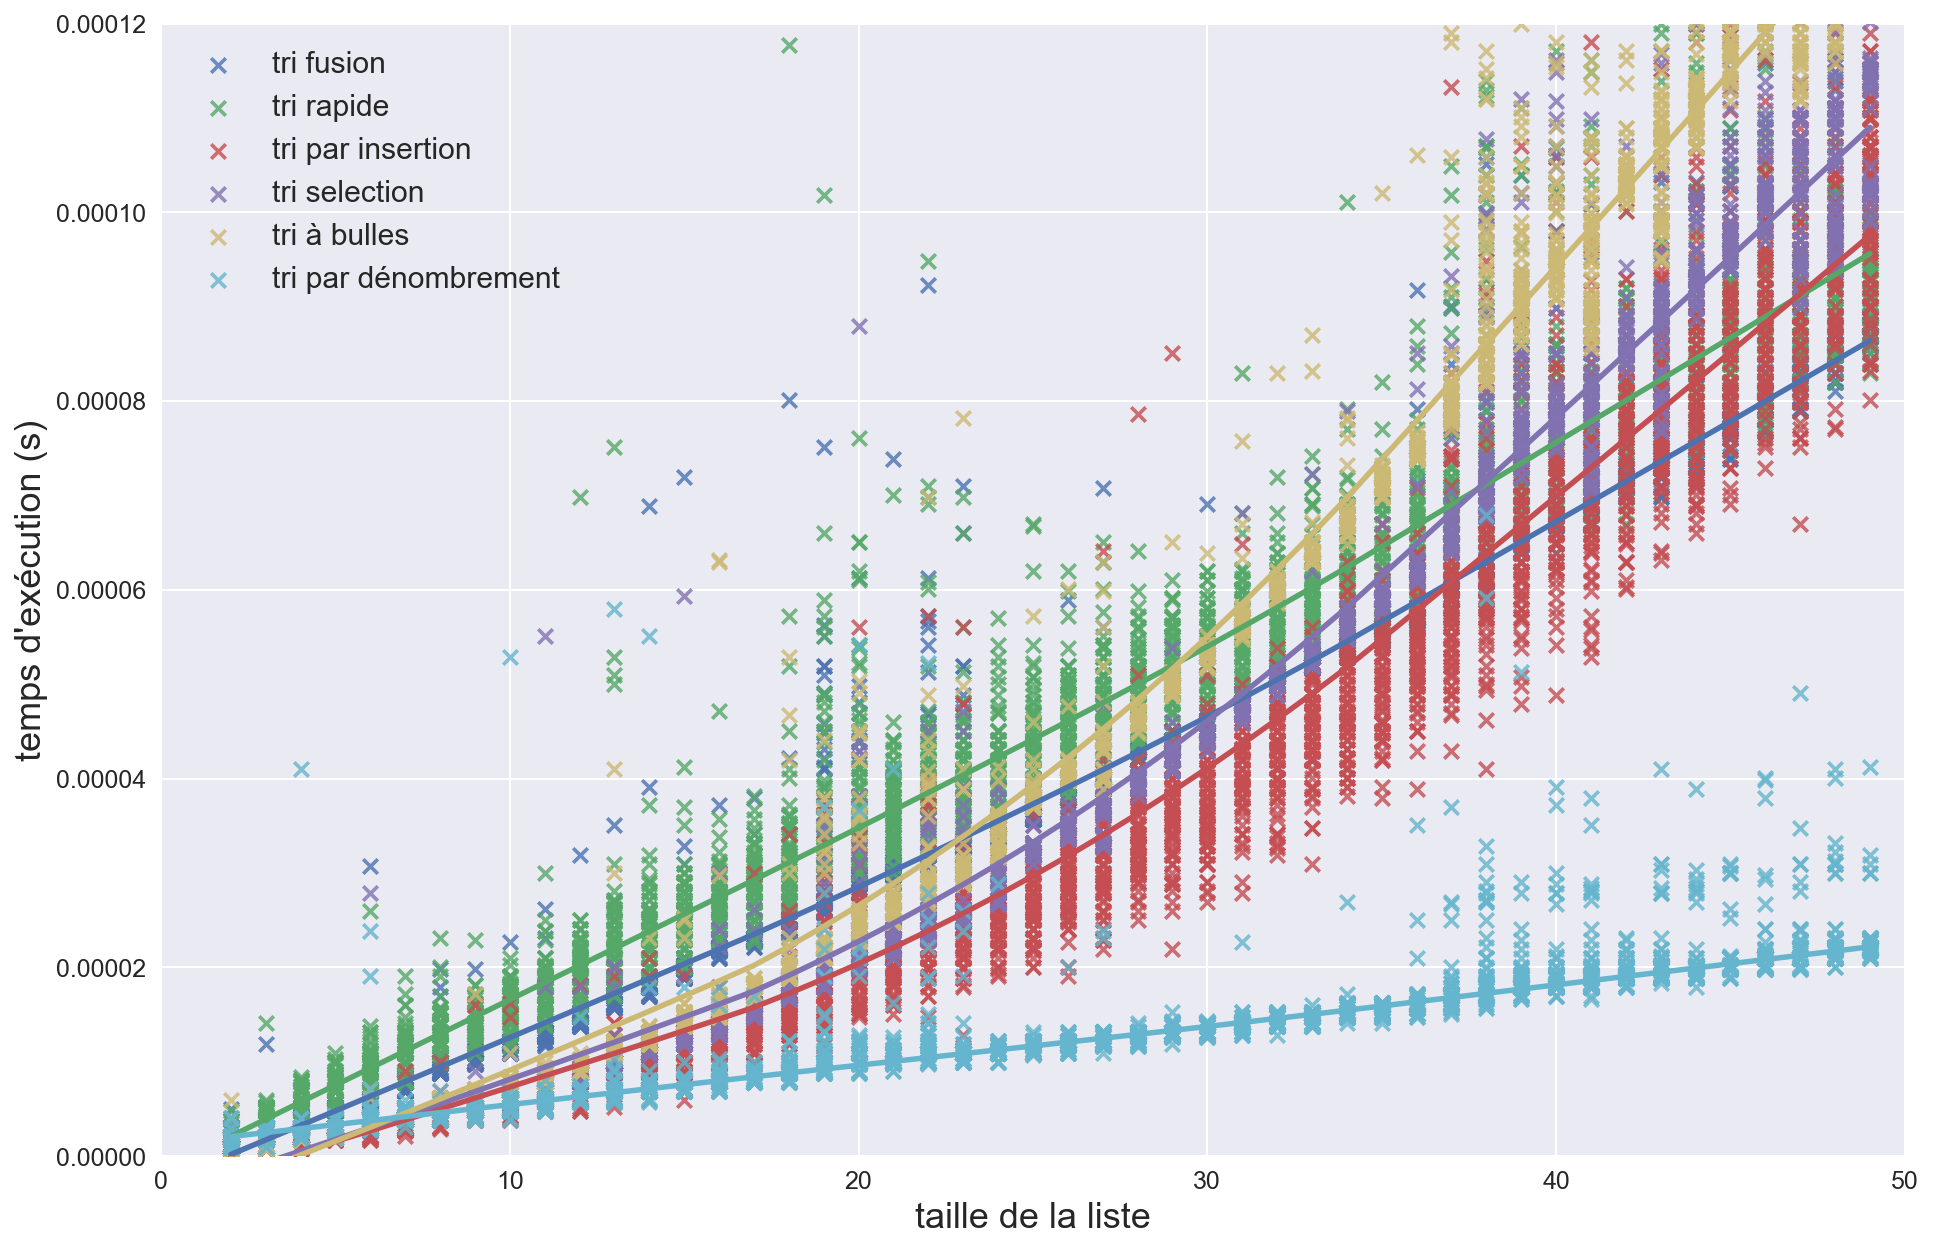 0.00012
0.00010
0.00008
0.00006
0.00004
0.00002
0.00000
temps d'exécution (s)
tri fusion
tri rapide
tri par insertion
tri selection
tri à bulles
tri par dénombrement
0 10 20 30 40 50
taille de la liste